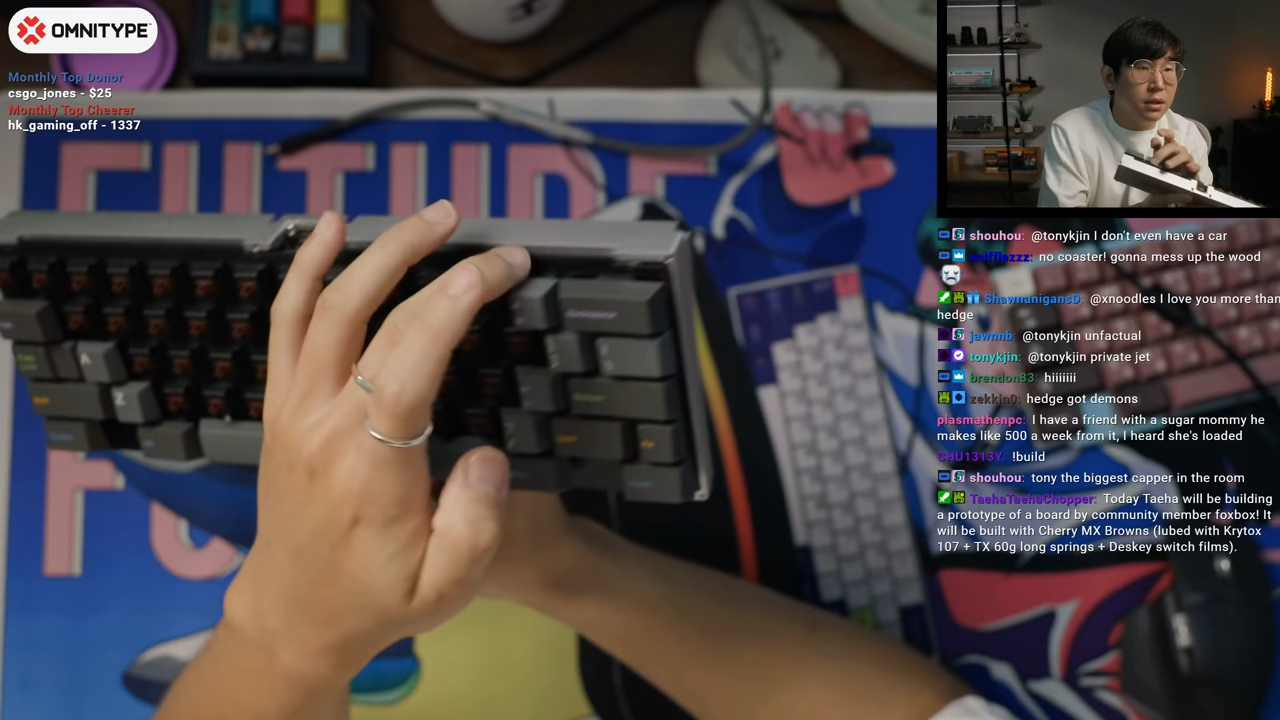 OMNITYPE
Monthly Top Donor
csgo_jones - $25
Monthly Top Cheerer
hk_gaming_off - 1337
FUTURE
A
Z
shouhou: @tonykjin I don't even have a car
no coaster! gonna mess up the wood
ShawnanigansD: @xnoodles I love you more than
hedge
jawnnb: @tonykjin unfactual
tonykjin: @tonykjin private jet
brendon83: hiiiiiii
zekkin0: hedge got demons
plasmathenpc: I have a friend with a sugar mommy he
makes like 500 a week from it, I heard she's loaded
CHU1313Y: !build
shouhou: tony the biggest capper in the room
TaehaTaehaChopper: Today Taeha will be building
a prototype of a board by community member foxbox! It
will be built with Cherry MX Browns (lubed with Krytox
107 + TX 60g long springs + Deskey switch films).